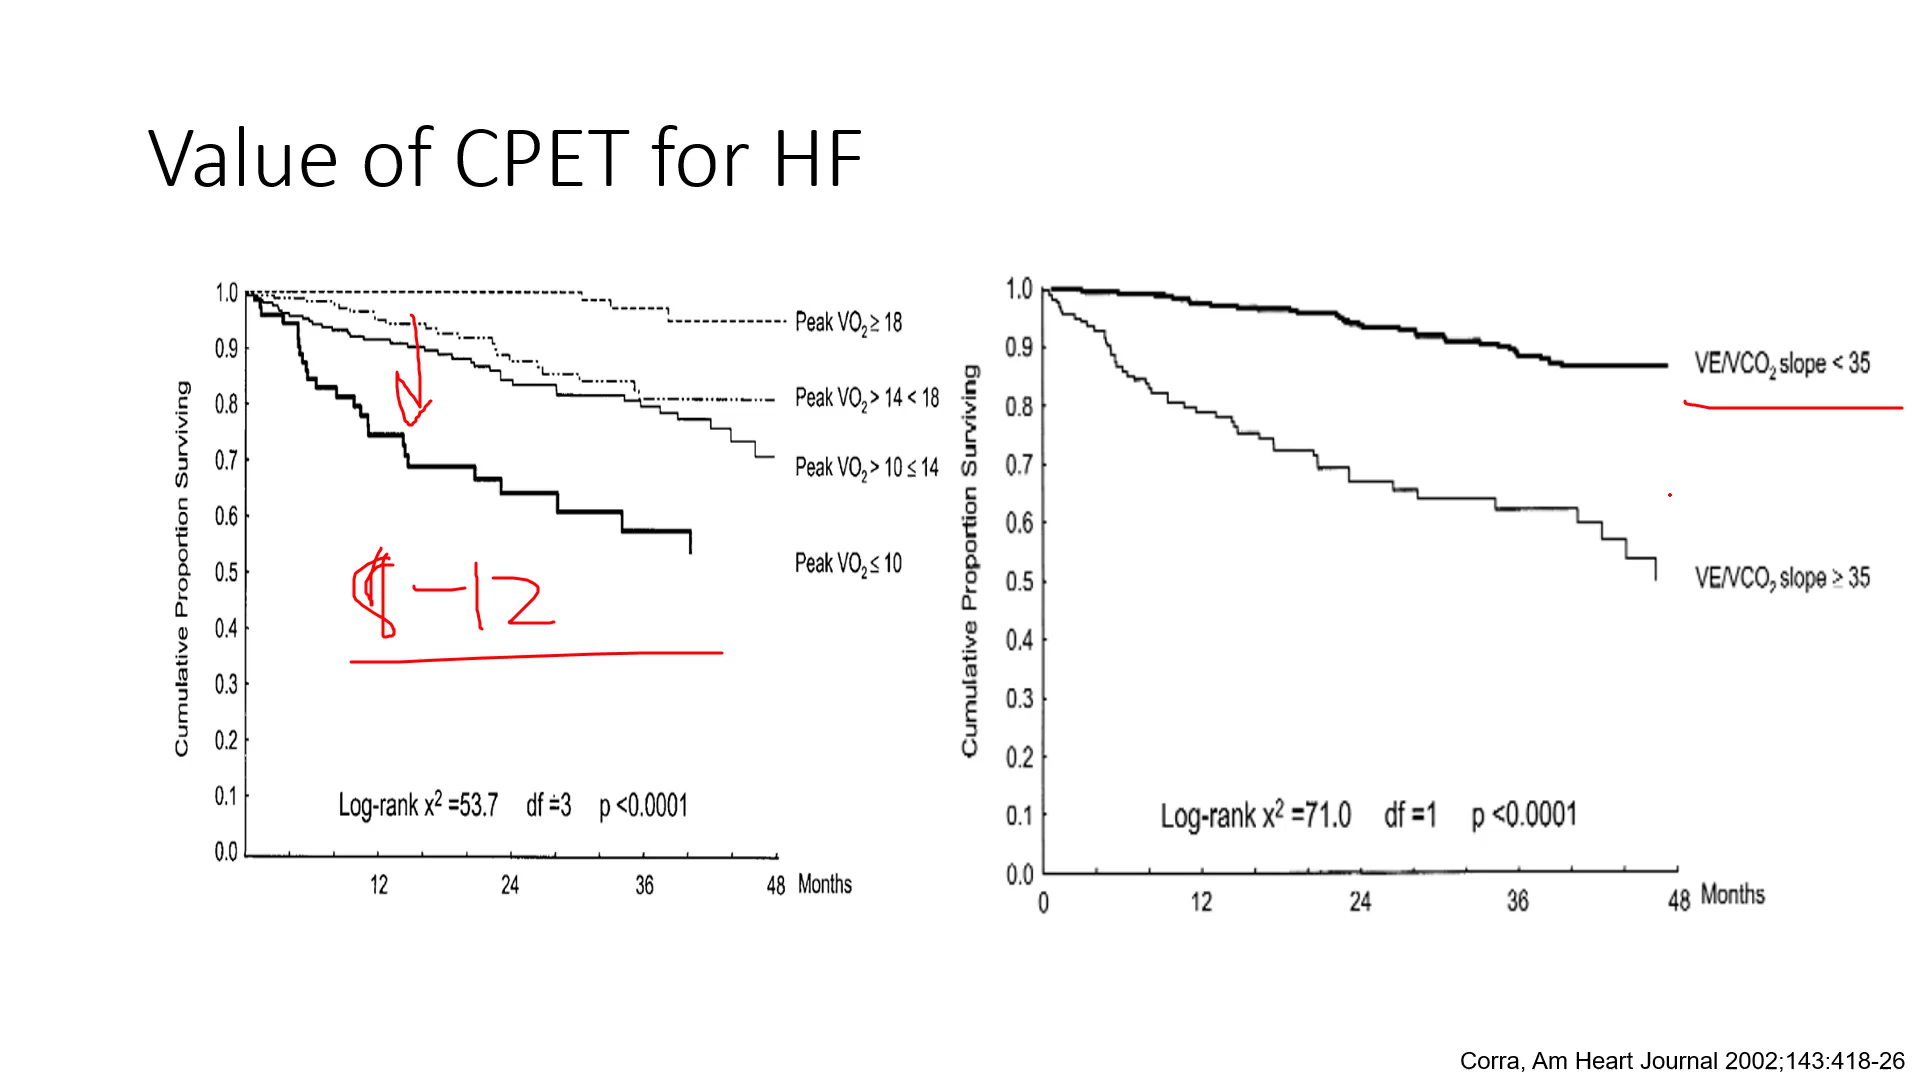 Value of CPET for HF
Cumulative Proportion Surviving
1.0
0.9
0.8
0.7
0.6
0.5
0.4
0.3
0.2
0.1
0.0
12 24 36 48 Months
Peak VO2 ≥ 18
Peak VO2 > 14 < 18
Peak VO2 > 10 ≤ 14
Peak VO2 ≤ 10
-12
Log-rank x2 =53.7 df =3 p <0.0001
Cumulative Proportion Surviving
1.0
0.9
0.8
0.7
0.6
0.5
0.4
0.3
0.2
0.1
0.0
0 12 24 36 48 Months
VE/VCO2 slope < 35
VE/VCO2 slope ≥ 35
Log-rank x2 =71.0 df =1 p <0.0001
Corra, Am Heart Journal 2002;143:418-26